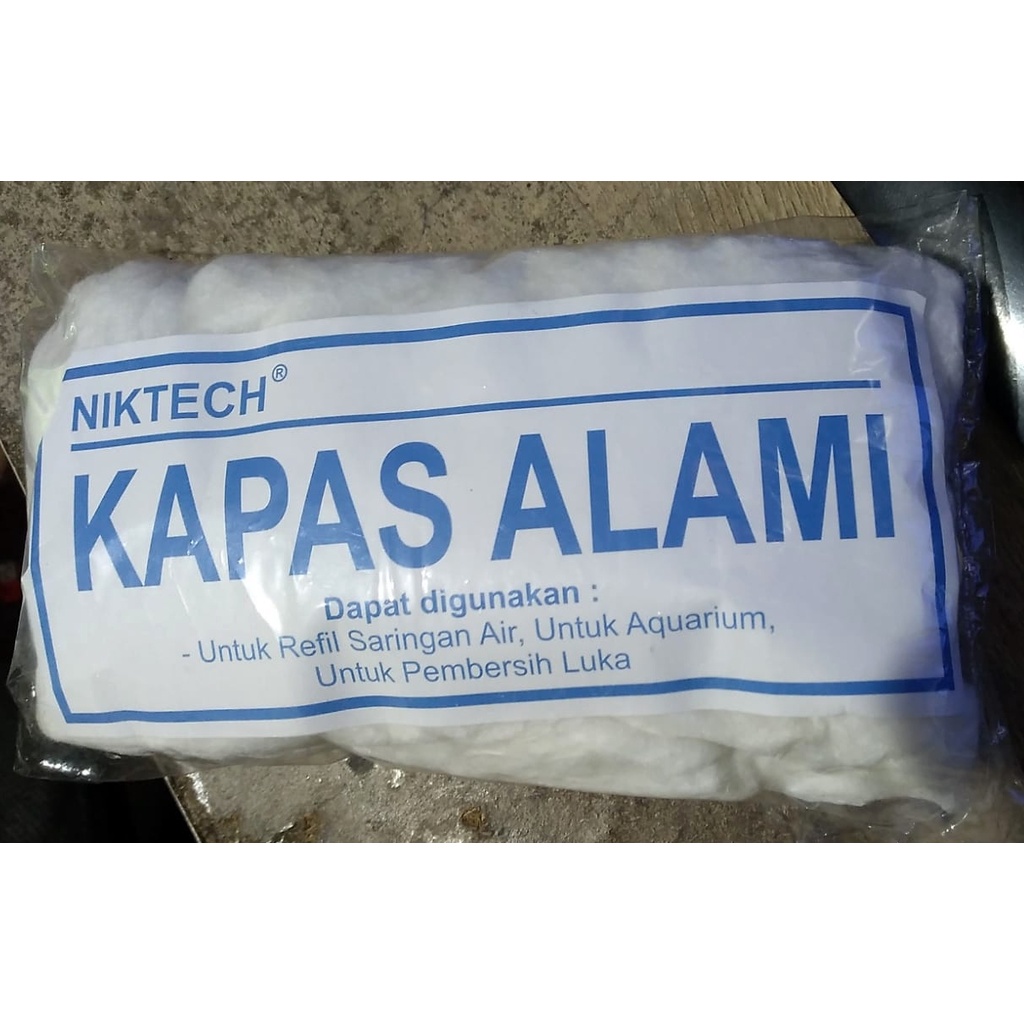 NIKTECH®
KAPAS ALAMI
Dapat digunakan :
- Untuk Refil Saringan Air, Untuk Aquarium,
Untuk Pembersih Luka